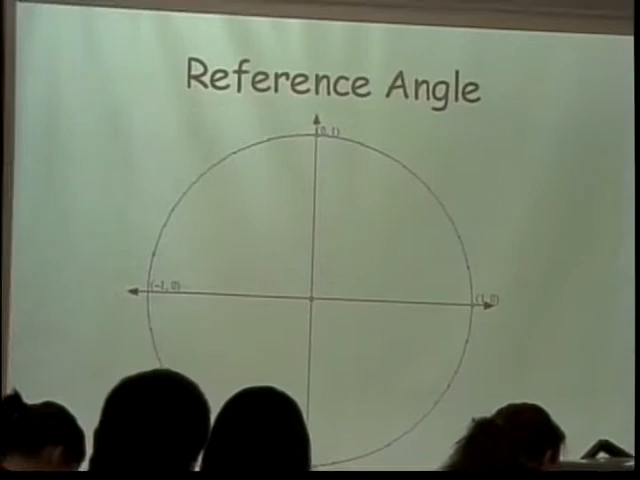 Reference Angle
(0, 1)
(-1, 0)
(1, 0)